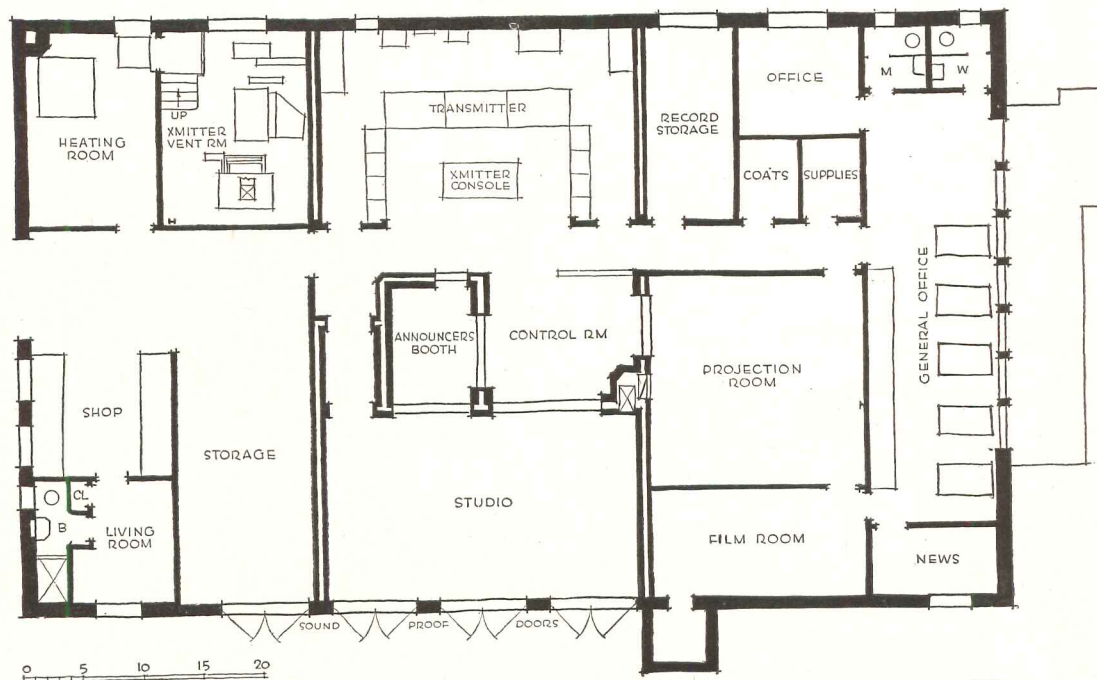 OFFICE
M
W
TRANSMITTER
RECORD
STORAGE
UP
XMITTER
VENT RM
HEATING
ROOM
XMITTER
CONSOLE
COATS
SUPPLIES
H
GENERAL OFFICE
ANNOUNCERS
BOOTH
CONTROL RM
PROJECTION
ROOM
SHOP
STORAGE
CL
B
LIVING
ROOM
STUDIO
FILM ROOM
NEWS
SOUND PROOF DOORS
0 5 10 15 20